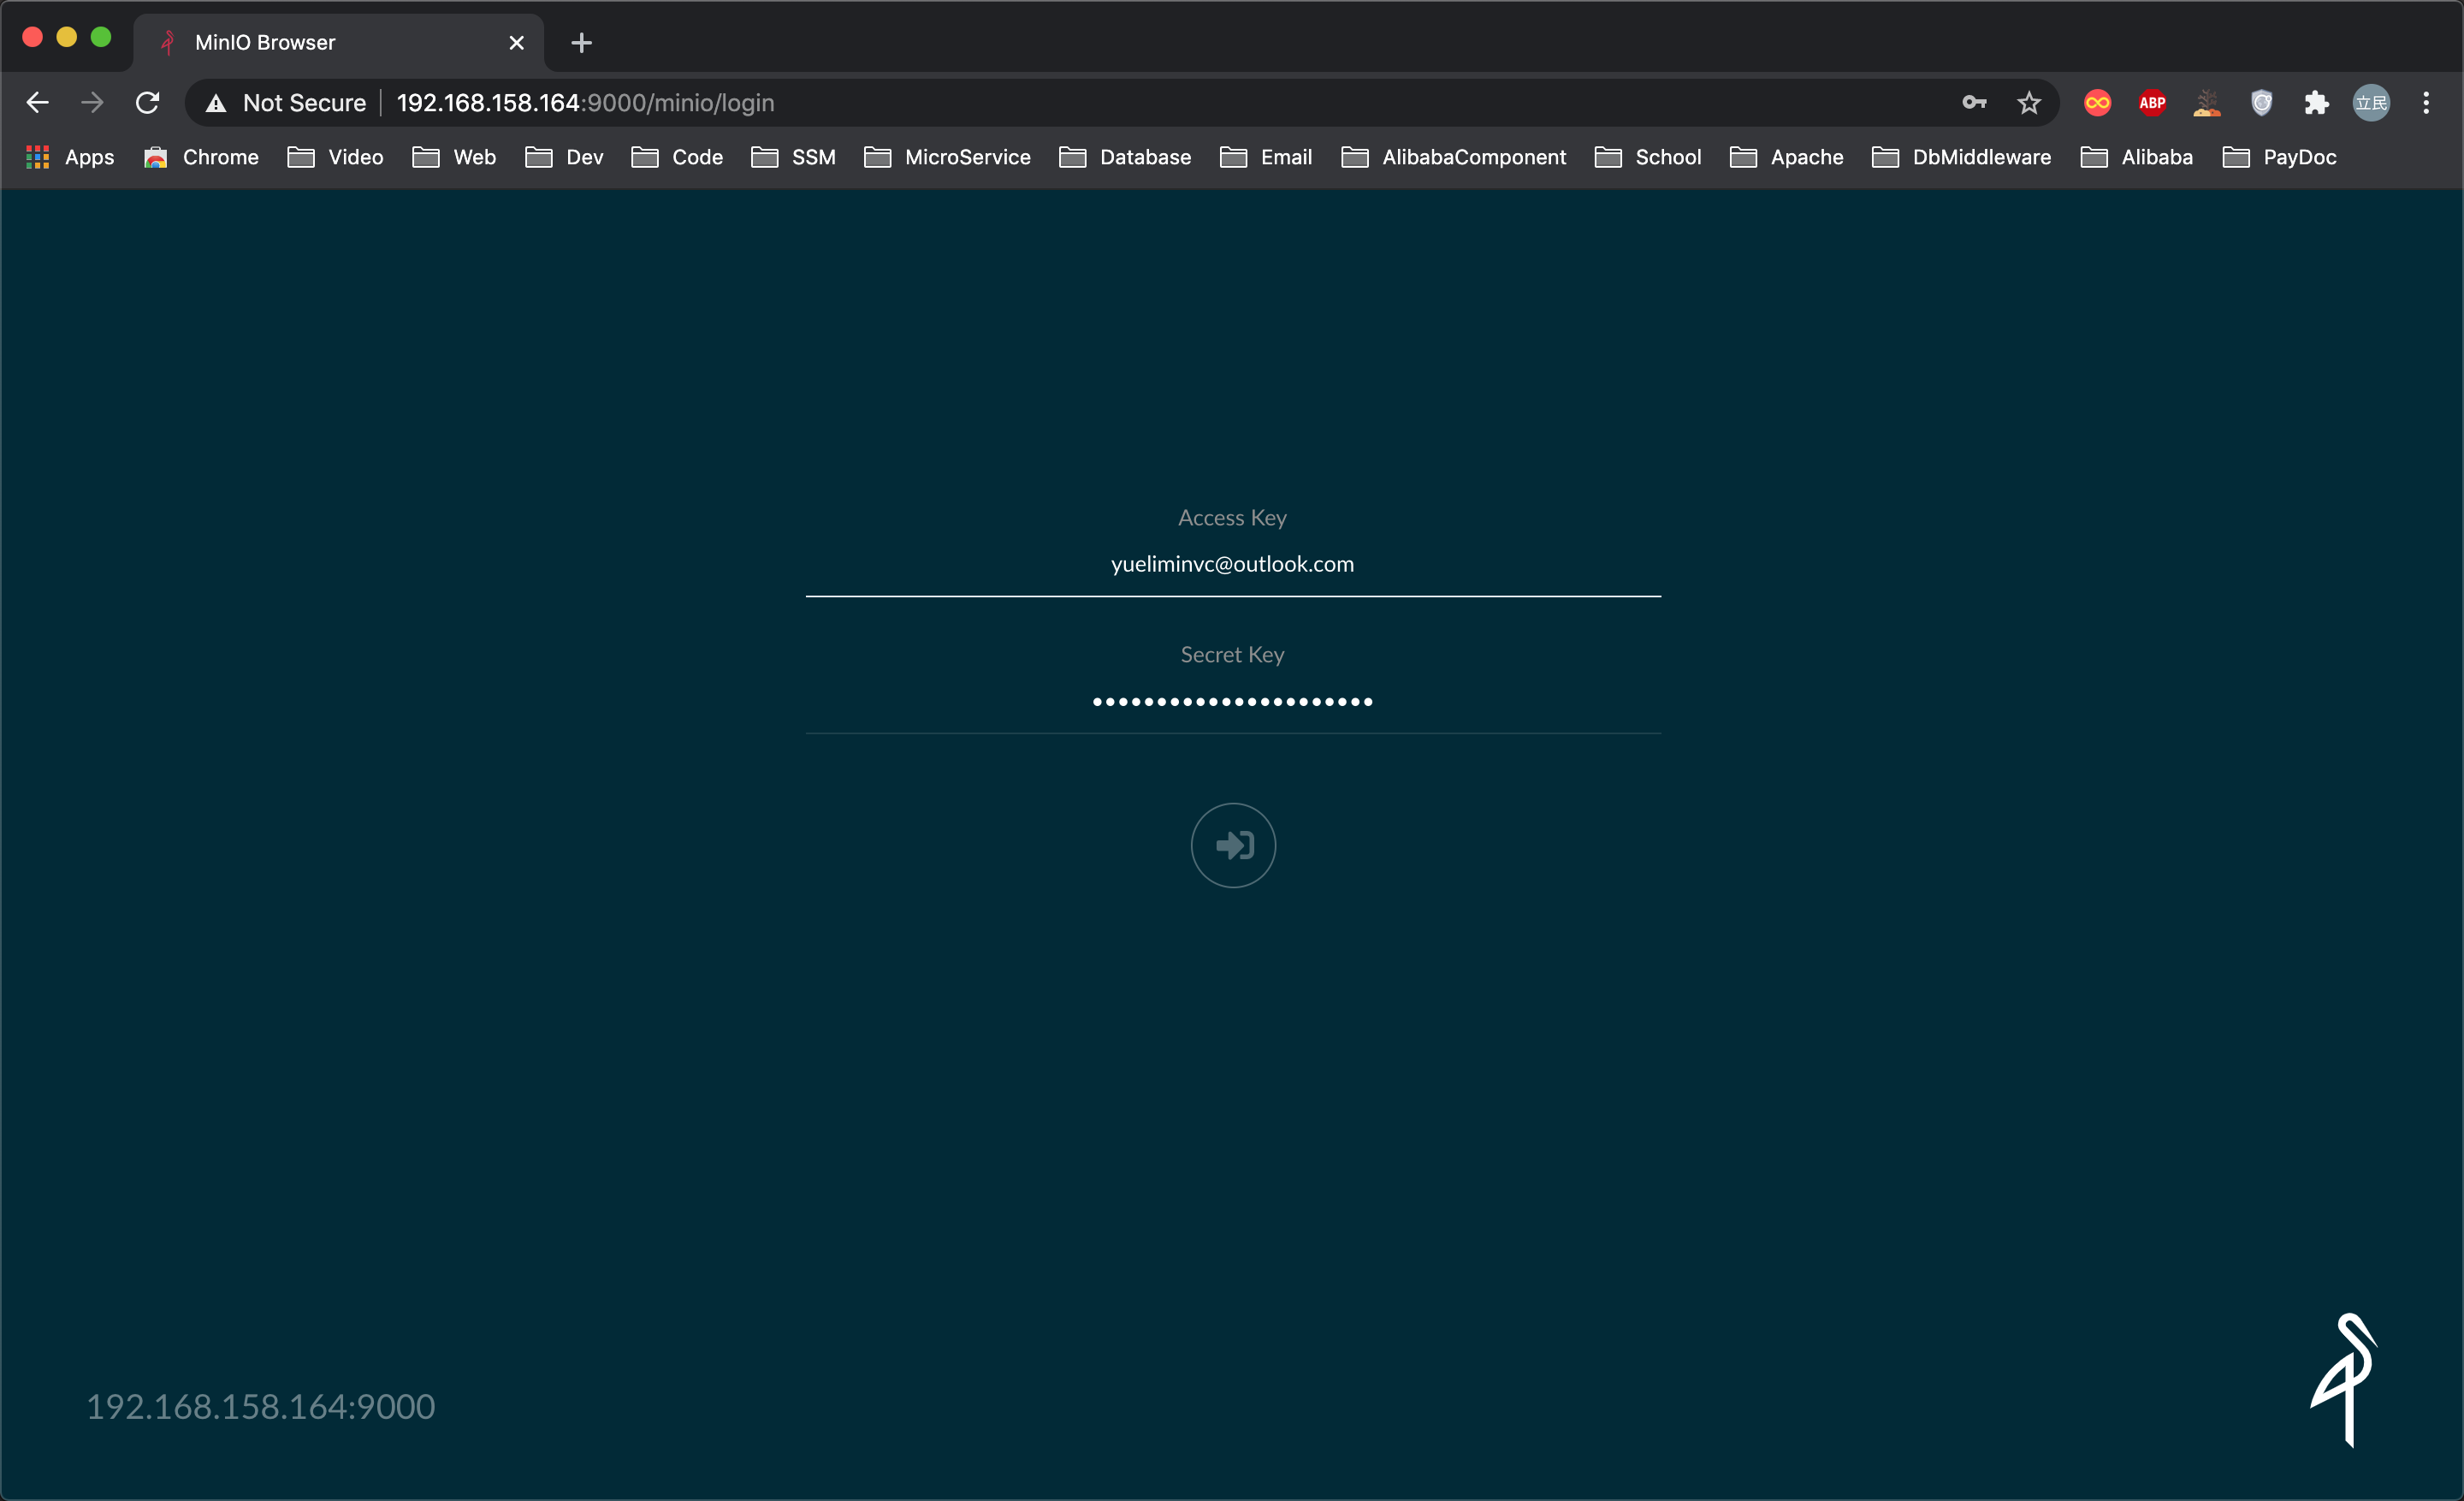 MinIO Browser
Not Secure 192.168.158.164:9000/minio/login
ABP 立民
Apps Chrome Video Web Dev Code SSM MicroService Database Email AlibabaComponent School Apache DbMiddleware Alibaba PayDoc
Access Key
yueliminvc@outlook.com
Secret Key
••••••••••••••••••••••
192.168.158.164:9000